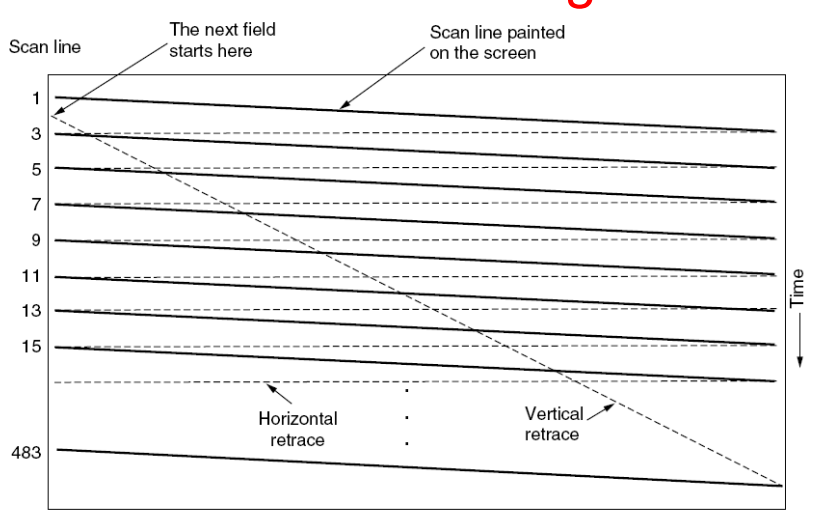 g
The next field
starts here
Scan line painted
on the screen
Scan line
1
3
5
7
9
11
13
15
483
Time
Horizontal
retrace
Vertical
retrace